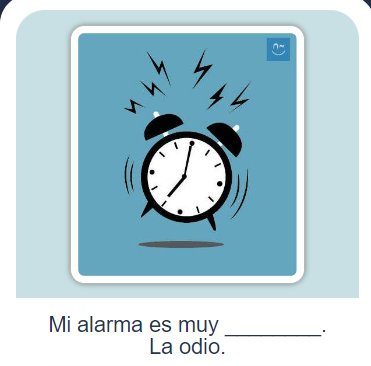 Mi alarma es muy ________.
La odio.